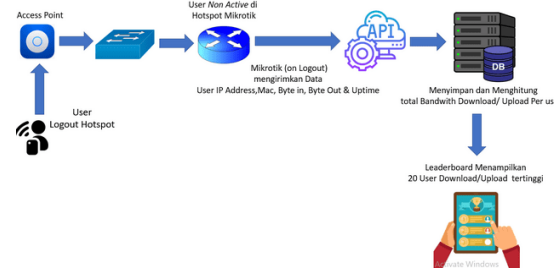 Access Point
User Non Active di
Hotspot Mikrotik
API
Mikrotik (on Logout)
mengirimkan Data
User IP Address,Mac, Byte in, Byte Out & Uptime
DB
Menyimpan dan Menghitung
total Bandwith Download/ Upload Per us
User
Logout Hotspot
Leaderboard Menampilkan
20 User Download/Upload tertinggi
Activate Windows